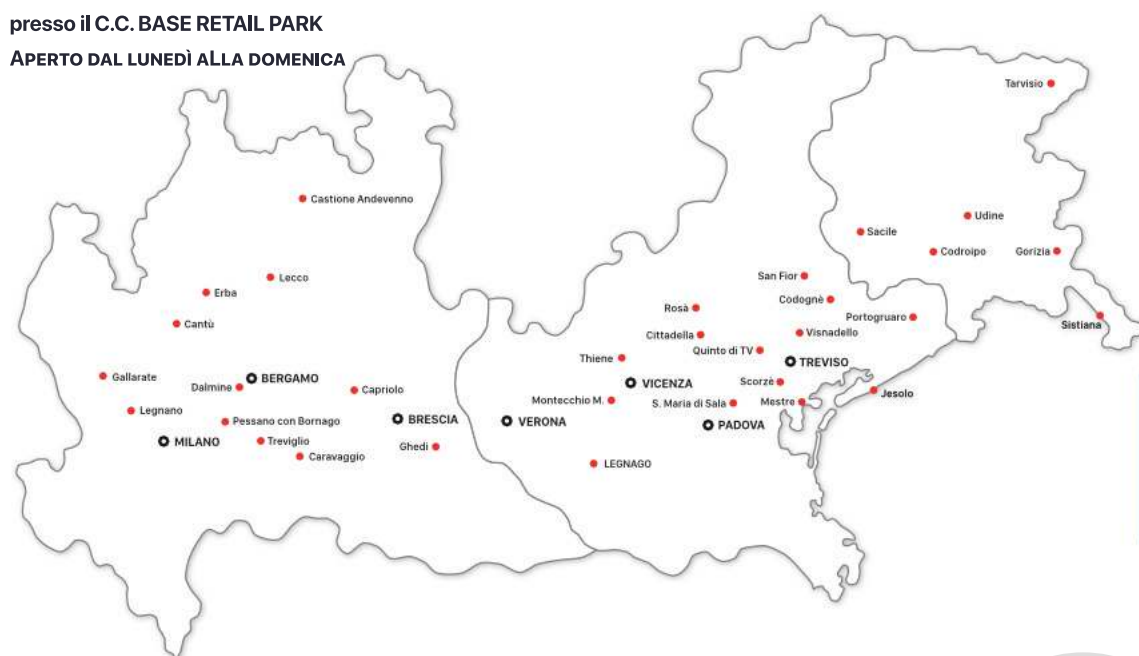 presso il C.C. BASE RETAIL PARK
APERTO DAL LUNEDÌ ALLA DOMENICA
Tarvisio
Castione Andevenno
Udine
Sacile
Codroipo
Gorizia
Lecco
San Fior
Erba
Codognè
Rosà
Portogruaro
Sistiana
Cantù
Cittadella
Visnadello
Quinto di TV
Thiene
TREVISO
Gallarate
BERGAMO
Dalmine
Capriolo
VICENZA
Scorzè
Jesolo
Montecchio M.
S. Maria di Sala
Mestre
Legnano
Pessano con Bornago
BRESCIA
VERONA
PADOVA
MILANO
Treviglio
Ghedi
Caravaggio
LEGNAGO